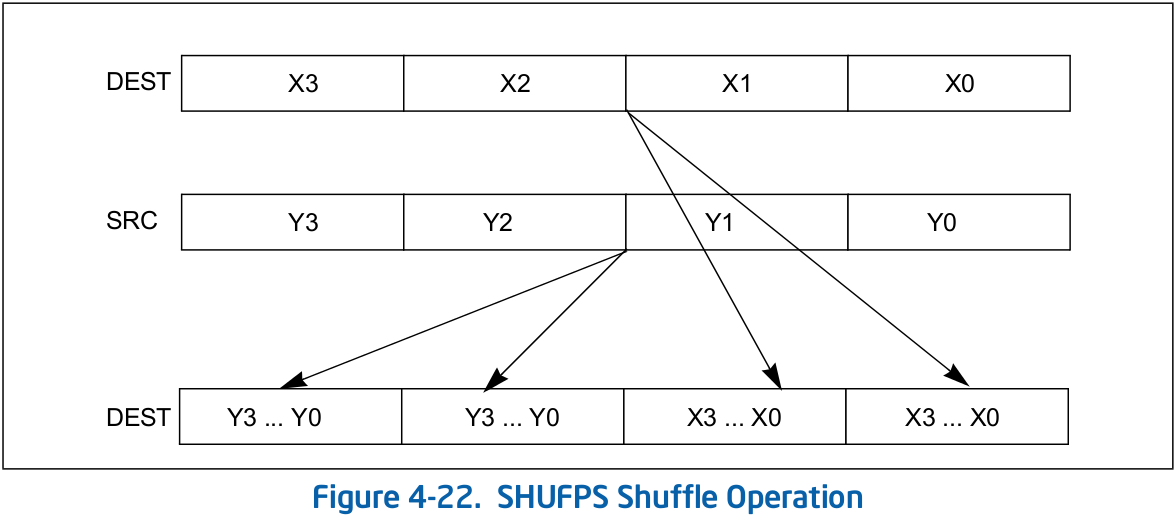 DEST X3 X2 X1 X0
SRC Y3 Y2 Y1 Y0
DEST Y3 ... Y0 Y3 ... Y0 X3 ... X0 X3 ... X0
Figure 4-22. SHUFPS Shuffle Operation